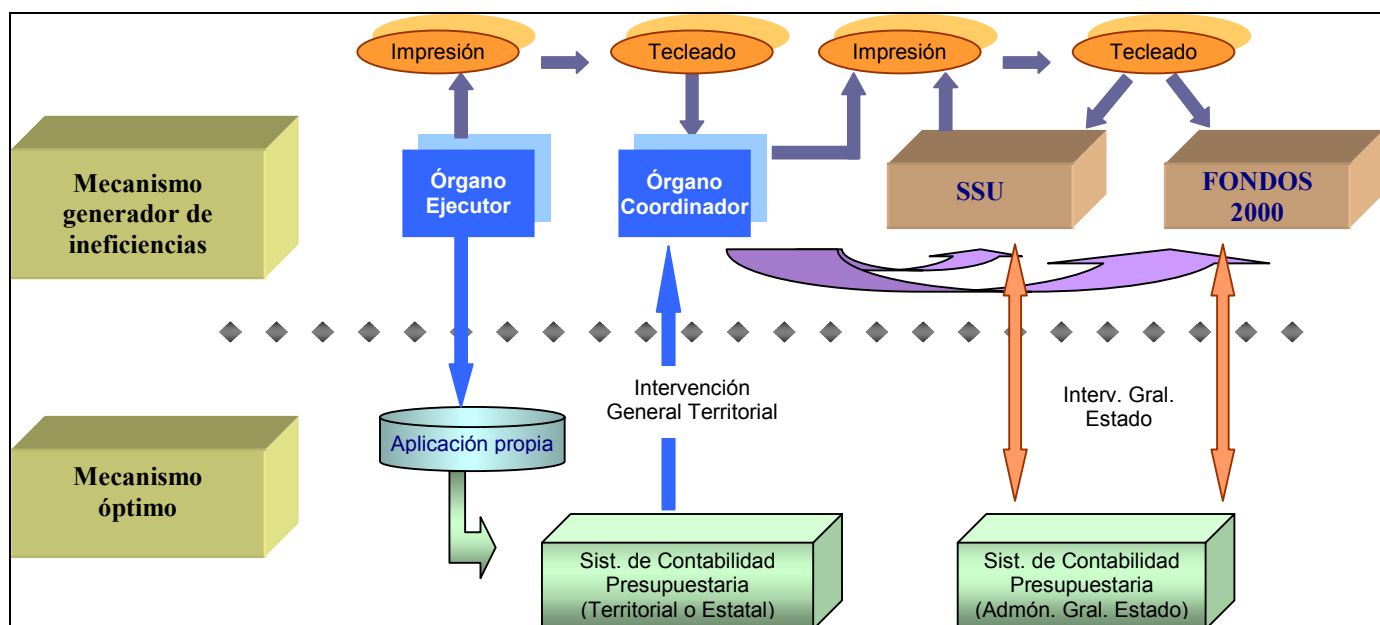 Impresión
Tecleado
Impresión
Tecleado
Mecanismo
generador de
ineficiencias
Órgano
Ejecutor
Órgano
Coordinador
SSU
FONDOS
2000
Intervención
General Territorial
Interv. Gral.
Estado
Mecanismo
óptimo
Aplicación propia
Sist. de Contabilidad
Presupuestaria
(Territorial o Estatal)
Sist. de Contabilidad
Presupuestaria
(Admón. Gral. Estado)